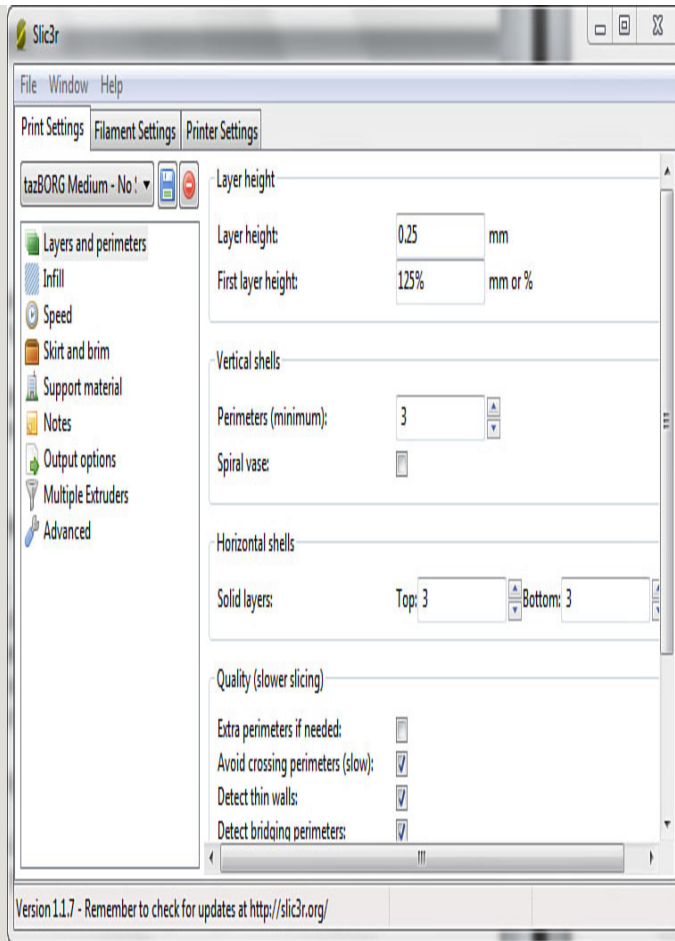 Slic3r
File Window Help
Print Settings Filament Settings Printer Settings
tazBORG Medium - No
Layers and perimeters
Infill
Speed
Skirt and brim
Support material
Notes
Output options
Multiple Extruders
Advanced
Layer height
Layer height: 0.25 mm
First layer height: 125% mm or %
Vertical shells
Perimeters (minimum): 3
Spiral vase:
Horizontal shells
Solid layers: Top: 3 Bottom: 3
Quality (slower slicing)
Extra perimeters if needed:
Avoid crossing perimeters (slow):
Detect thin walls:
Detect bridging perimeters:
Version 1.1.7 - Remember to check for updates at http://slic3r.org/